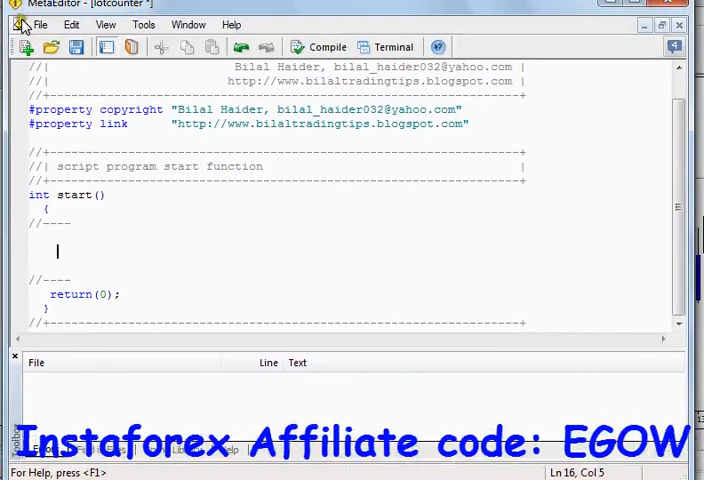 MetaEditor - [lotcounter *]
File Edit View Tools Window Help
Compile Terminal 4
//| Bilal Haider, bilal_haider032@yahoo.com |
//| http://www.bilaltradingtips.blogspot.com |
//+------------------------------------------------------------------+
#property copyright "Bilal Haider, bilal_haider032@yahoo.com"
#property link "http://www.bilaltradingtips.blogspot.com"
//+------------------------------------------------------------------+
//| script program start function |
//+------------------------------------------------------------------+
int start()
{
//----
//----
return(0);
}
//+------------------------------------------------------------------+
File Line Text
Toolbox
Instaforex Affiliate code: EGOW
For Help, press <F1> Ln 16, Col 5